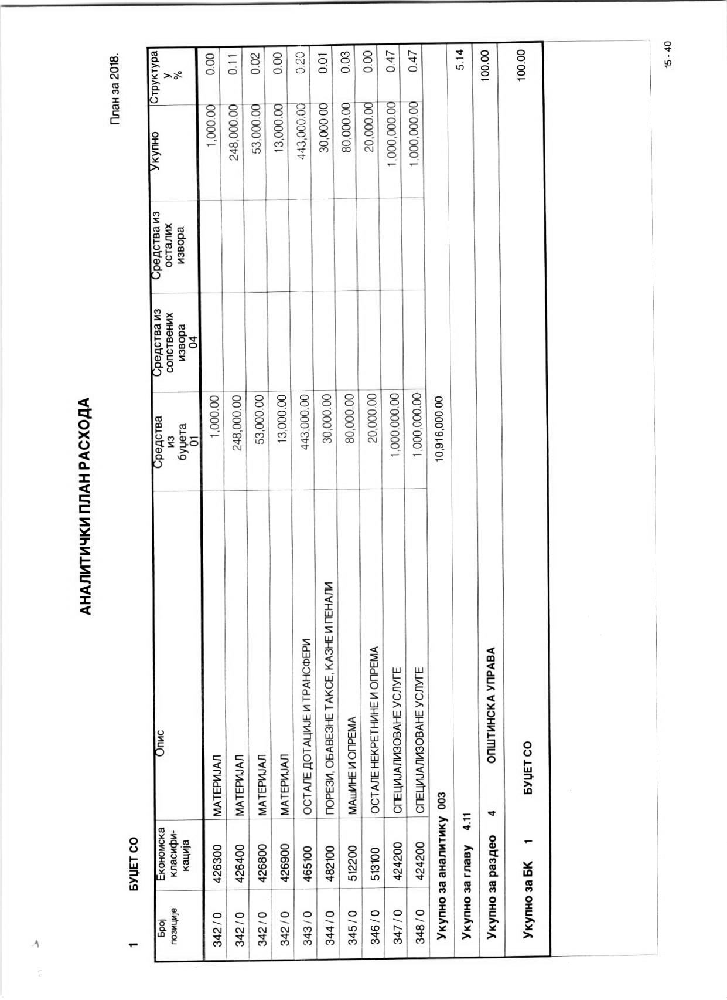 АНАЛИТИЧКИ ПЛАН РАСХОДА
План за 2018.
1 БУЏЕТ СО
Број позиције Економска класифи-кација Опис Средства из буџета 01 Средства из сопствених извора 04 Средства из осталих извора Укупно Структура у %
342 / 0 426300 МАТЕРИЈАЛ 1,000.00 1,000.00 0.00
342 / 0 426400 МАТЕРИЈАЛ 248,000.00 248,000.00 0.11
342 / 0 426800 МАТЕРИЈАЛ 53,000.00 53,000.00 0.02
342 / 0 426900 МАТЕРИЈАЛ 13,000.00 13,000.00 0.00
343 / 0 465100 ОСТАЛЕ ДОТАЦИЈЕ И ТРАНСФЕРИ 443,000.00 443,000.00 0.20
344 / 0 482100 ПОРЕЗИ, ОБАВЕЗНЕ ТАКСЕ, КАЗНЕ И ПЕНАЛИ 30,000.00 30,000.00 0.01
345 / 0 512200 МАшИНЕ И ОПРЕМА 80,000.00 80,000.00 0.03
346 / 0 513100 ОСТАЛЕ НЕКРЕТНИНЕ И ОПРЕМА 20,000.00 20,000.00 0.00
347 / 0 424200 СПЕЦИЈАЛИЗОВАНЕ УСЛУГЕ 1,000,000.00 1,000,000.00 0.47
348 / 0 424200 СПЕЦИЈАЛИЗОВАНЕ УСЛУГЕ 1,000,000.00 1,000,000.00 0.47
Укупно за аналитику 003 10,916,000.00
Укупно за главу 4.11 5.14
Укупно за раздео 4 ОПШТИНСКА УПРАВА 100.00
Укупно за БК 1 БУЏЕТ СО 100.00
15 - 40